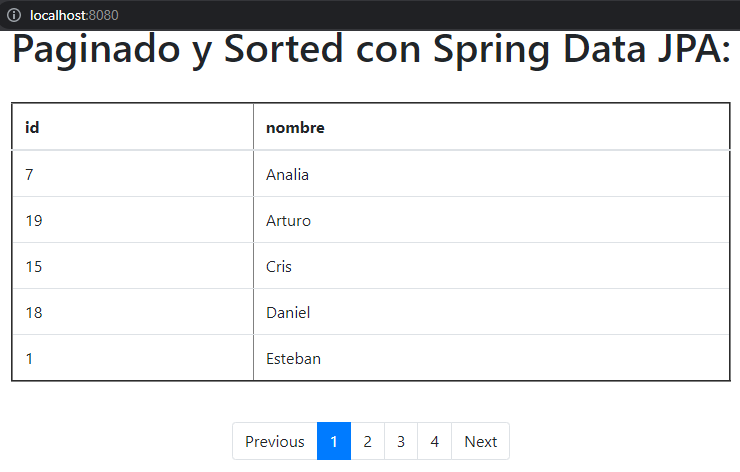 localhost:8080
Paginado y Sorted con Spring Data JPA:
id nombre
7 Analia
19 Arturo
15 Cris
18 Daniel
1 Esteban
Previous 1 2 3 4 Next